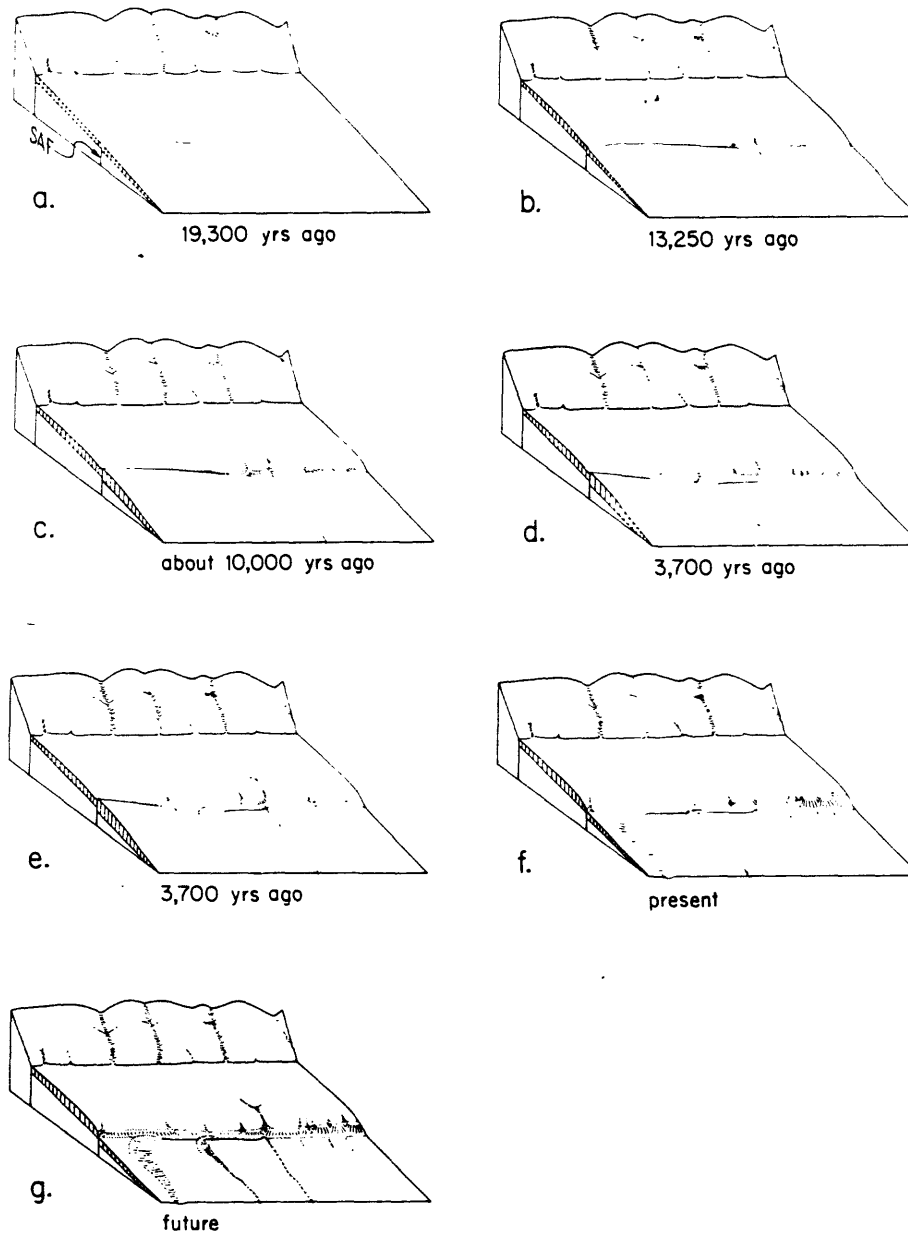 SAF
a.
19,300 yrs ago
b.
13,250 yrs ago
c.
about 10,000 yrs ago
d.
3,700 yrs ago
e.
3,700 yrs ago
f.
present
g.
future